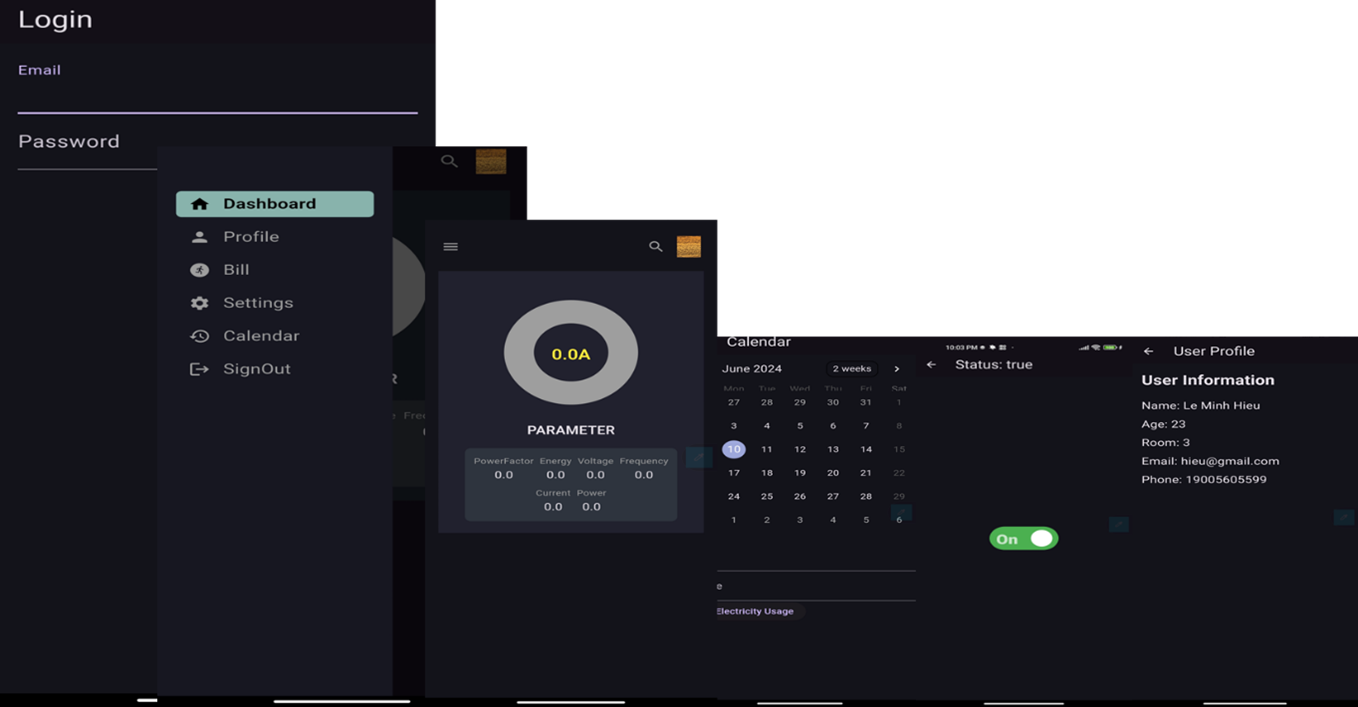 Login
Email
Password
Dashboard
Profile
Bill
Settings
Calendar
SignOut
R
Free
0.0A
PARAMETER
PowerFactor Energy Voltage Frequency
0.0 0.0 0.0 0.0
Current Power
0.0 0.0
Calendar
June 2024 2 weeks
Mon Tue Wed Thu Fri Sat
27 28 29 30 31 1
3 4 5 6 7 8
10 11 12 13 14 15
17 18 19 20 21 22
24 25 26 27 28 29
1 2 3 4 5 6
e
Electricity Usage
10:03 PM
Status: true
On
User Profile
User Information
Name: Le Minh Hieu
Age: 23
Room: 3
Email: hieu@gmail.com
Phone: 19005605599